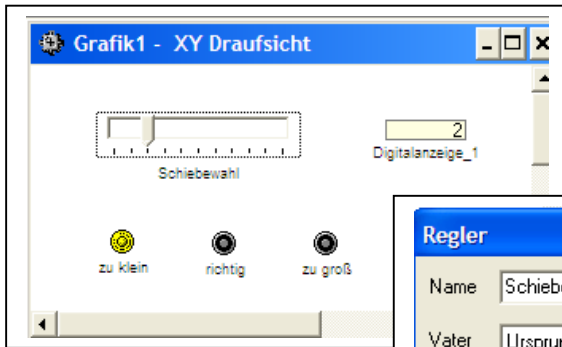 Grafik1 - XY Draufsicht
2
Schiebewahl
Digitalanzeige_1
zu klein
richtig
zu groß
Regler
Name
Vater